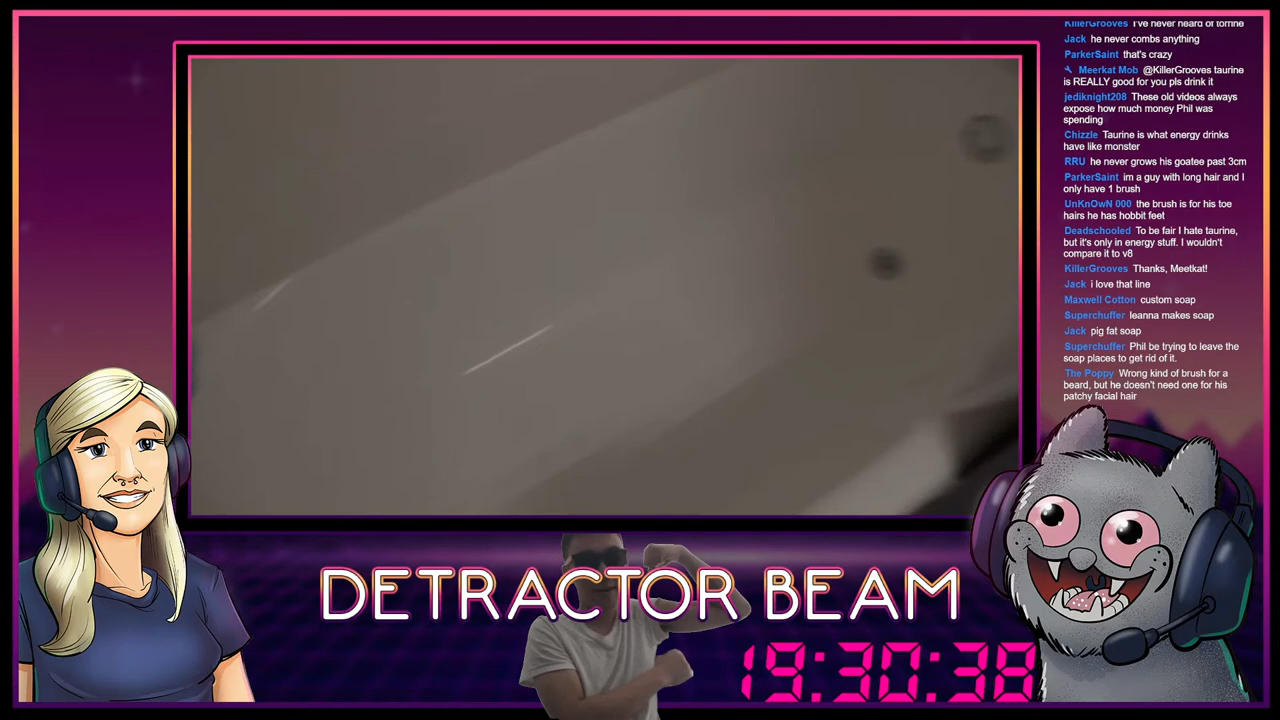 KillerGrooves I've never heard of torrine
Jack he never combs anything
ParkerSaint that's crazy
Meerkat Mob @KillerGrooves taurine
is REALLY good for you pls drink it
jediknight208 These old videos always
expose how much money Phil was
spending
Chizzle Taurine is what energy drinks
have like monster
RRU he never grows his goatee past 3cm
ParkerSaint im a guy with long hair and I
only have 1 brush
UnKnOwN 000 the brush is for his toe
hairs he has hobbit feet
Deadschooled To be fair I hate taurine,
but it's only in energy stuff. I wouldn't
compare it to v8
KillerGrooves Thanks, Meetkat!
Jack i love that line
Maxwell Cotton custom soap
Superchuffer leanna makes soap
Jack pig fat soap
Superchuffer Phil be trying to leave the
soap places to get rid of it.
The Poppy Wrong kind of brush for a
beard, but he doesn't need one for his
patchy facial hair
DETRACTOR BEAM
19:30:38